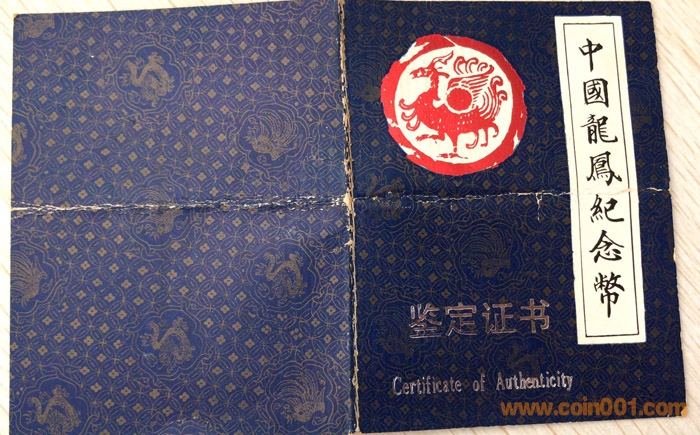 中國龍鳳紀念幣
鉴定证书
Certificate of Authenticity
www.coin001.com